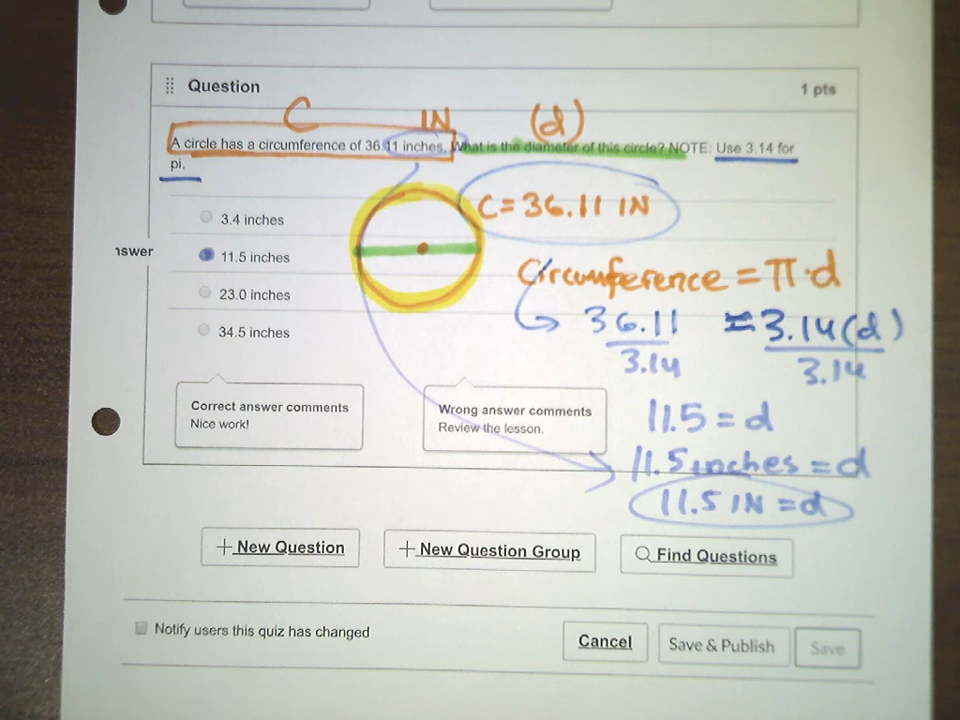 Question
1 pts
C IN (d)
A circle has a circumference of 36.11 inches. What is the diameter of this circle? NOTE: Use 3.14 for
pi.
C = 36.11 IN
3.4 inches
nswer
11.5 inches
Circumference = π·d
23.0 inches
36.11 = 3.14(d)
3.14 3.14
34.5 inches
Correct answer comments
Nice work!
Wrong answer comments
Review the lesson.
11.5 = d
11.5 inches = d
11.5 IN = d
+ New Question
+ New Question Group
Find Questions
Notify users this quiz has changed
Cancel
Save & Publish
Save